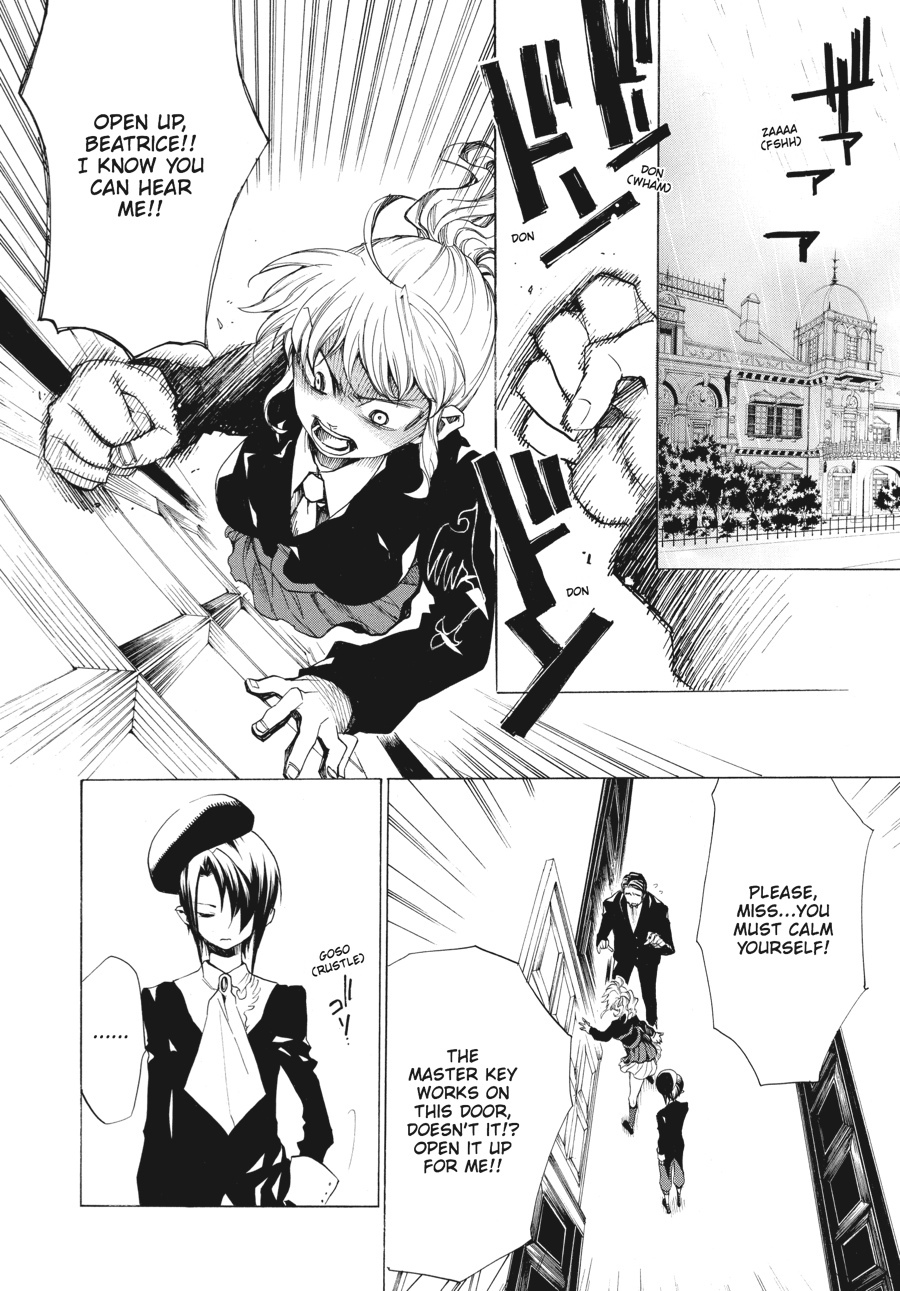 ザァァァ
ZAAAA
(FSHH)
ドン
DON
(WHAM)
ドン
DON
ドン
DON
OPEN UP,
BEATRICE!!
I KNOW YOU
CAN HEAR
ME!!
PLEASE,
MISS...YOU
MUST CALM
YOURSELF!
THE
MASTER KEY
WORKS ON
THIS DOOR,
DOESN'T IT!?
OPEN IT UP
FOR ME!!
ゴソ
GOSO
(RUSTLE)
......